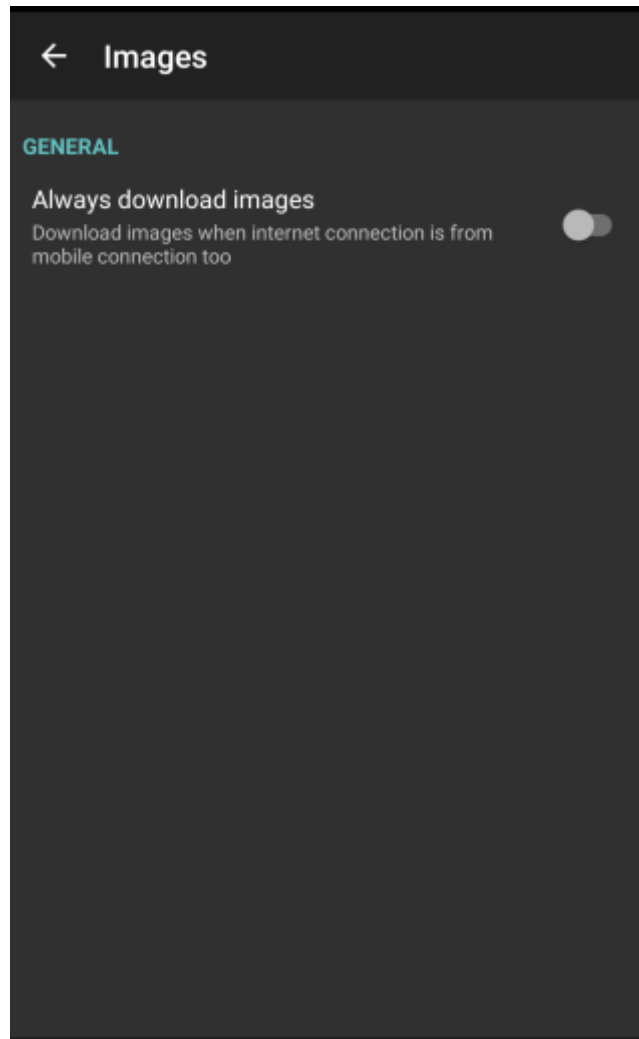 Images
GENERAL
Always download images
Download images when internet connection is from
mobile connection too